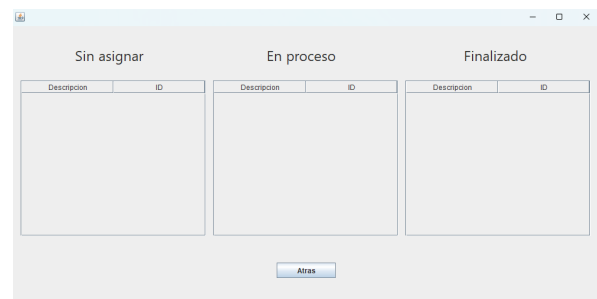 Sin asignar En proceso Finalizado
Descripcion ID Descripcion ID Descripcion ID
Atras